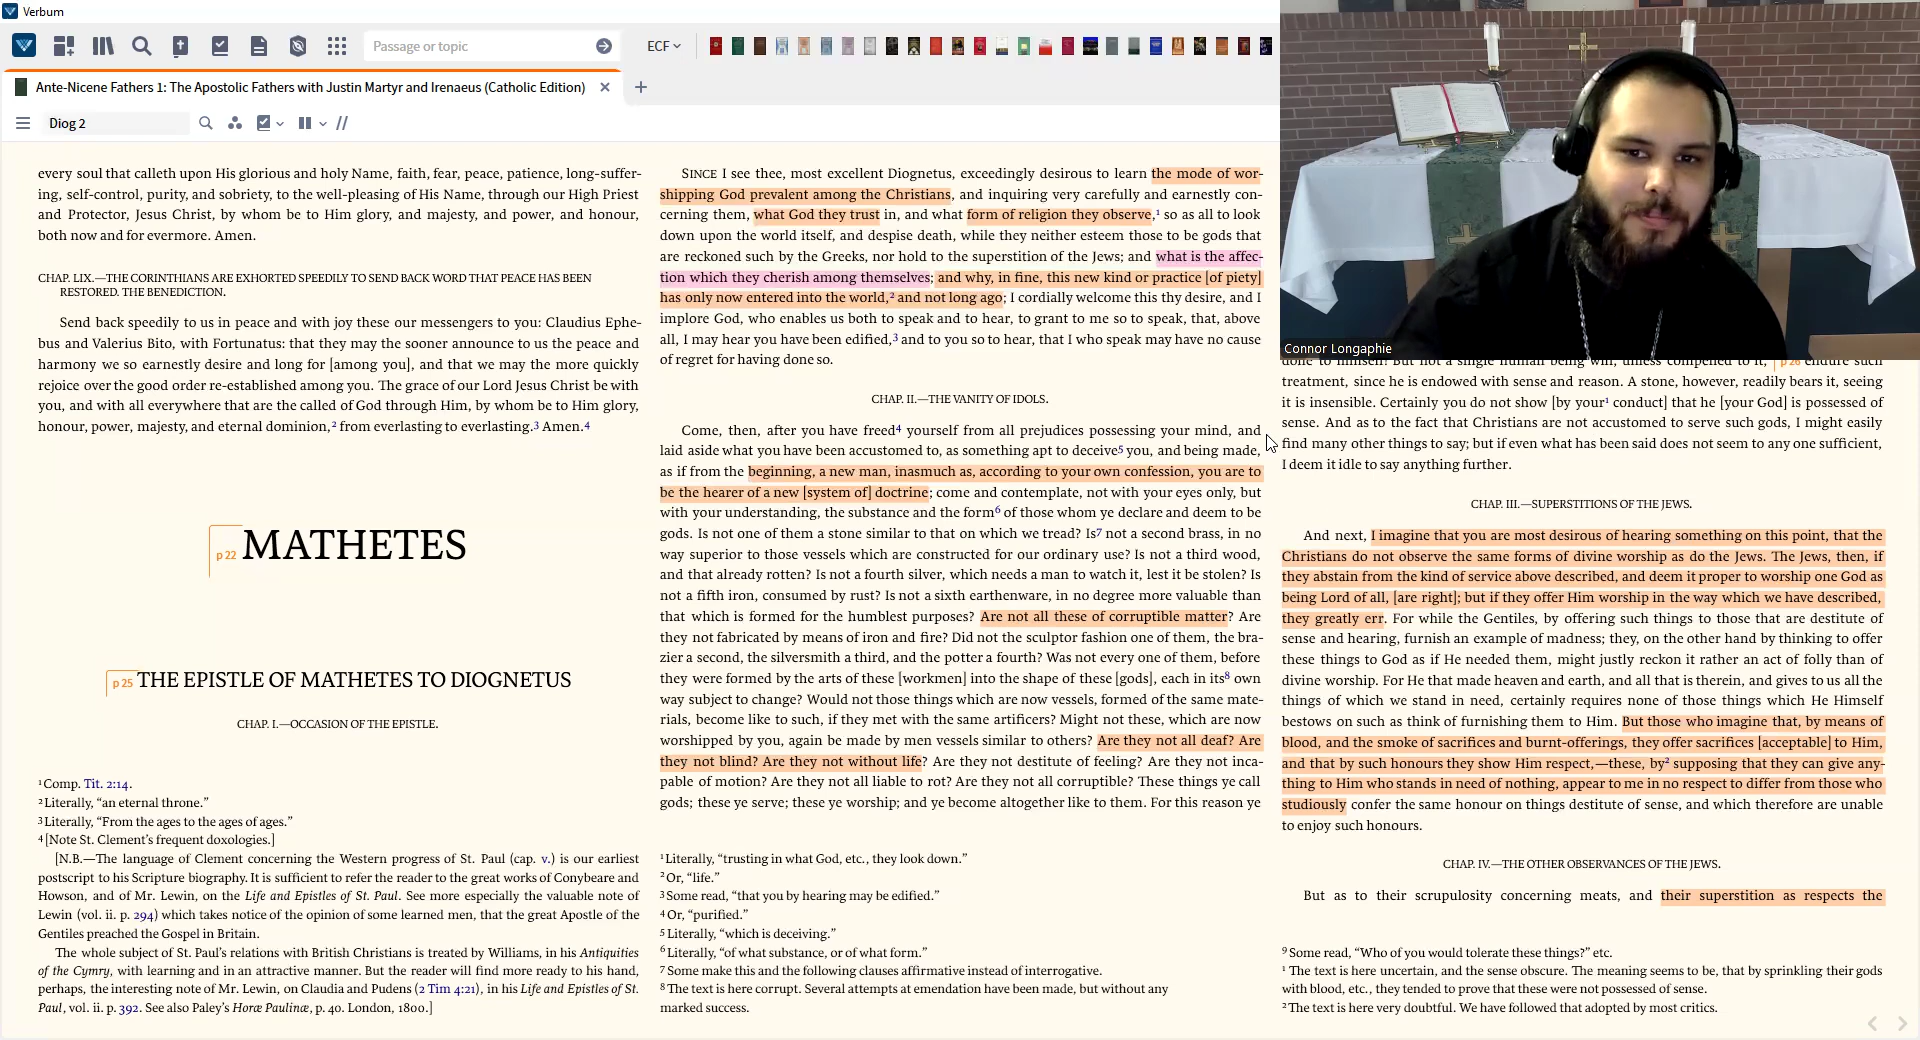 Verbum
Passage or topic
ECF
Ante-Nicene Fathers 1: The Apostolic Fathers with Justin Martyr and Irenaeus (Catholic Edition)
Diog 2
every soul that calleth upon His glorious and holy Name, faith, fear, peace, patience, long-suffer-
ing, self-control, purity, and sobriety, to the well-pleasing of His Name, through our High Priest
and Protector, Jesus Christ, by whom be to Him glory, and majesty, and power, and honour,
both now and for evermore. Amen.
CHAP. LIX.—THE CORINTHIANS ARE EXHORTED SPEEDILY TO SEND BACK WORD THAT PEACE HAS BEEN
RESTORED. THE BENEDICTION.
Send back speedily to us in peace and with joy these our messengers to you: Claudius Ephe-
bus and Valerius Bito, with Fortunatus: that they may the sooner announce to us the peace and
harmony we so earnestly desire and long for [among you], and that we may the more quickly
rejoice over the good order re-established among you. The grace of our Lord Jesus Christ be with
you, and with all everywhere that are the called of God through Him, by whom be to Him glory,
honour, power, majesty, and eternal dominion,2 from everlasting to everlasting.3 Amen.4
p 22 MATHETES
p 25 THE EPISTLE OF MATHETES TO DIOGNETUS
CHAP. I.—OCCASION OF THE EPISTLE.
1 Comp. Tit. 2:14.
2 Literally, “an eternal throne.”
3 Literally, “From the ages to the ages of ages.”
4 [Note St. Clement’s frequent doxologies.]
[N.B.—The language of Clement concerning the Western progress of St. Paul (cap. v.) is our earliest
postscript to his Scripture biography. It is sufficient to refer the reader to the great works of Conybeare and
Howson, and of Mr. Lewin, on the Life and Epistles of St. Paul. See more especially the valuable note of
Lewin (vol. ii. p. 294) which takes notice of the opinion of some learned men, that the great Apostle of the
Gentiles preached the Gospel in Britain.
The whole subject of St. Paul’s relations with British Christians is treated by Williams, in his Antiquities
of the Cymry, with learning and in an attractive manner. But the reader will find more ready to his hand,
perhaps, the interesting note of Mr. Lewin, on Claudia and Pudens (2 Tim 4:21), in his Life and Epistles of St.
Paul, vol. ii. p. 392. See also Paley’s Horæ Paulinæ, p. 40. London, 1800.]
SINCE I see thee, most excellent Diognetus, exceedingly desirous to learn the mode of wor-
shipping God prevalent among the Christians, and inquiring very carefully and earnestly con-
cerning them, what God they trust in, and what form of religion they observe,1 so as all to look
down upon the world itself, and despise death, while they neither esteem those to be gods that
are reckoned such by the Greeks, nor hold to the superstition of the Jews; and what is the affec-
tion which they cherish among themselves; and why, in fine, this new kind or practice [of piety]
has only now entered into the world,2 and not long ago; I cordially welcome this thy desire, and I
implore God, who enables us both to speak and to hear, to grant to me so to speak, that, above
all, I may hear you have been edified,3 and to you so to hear, that I who speak may have no cause
of regret for having done so.
CHAP. II.—THE VANITY OF IDOLS.
Come, then, after you have freed4 yourself from all prejudices possessing your mind, and
laid aside what you have been accustomed to, as something apt to deceive5 you, and being made,
as if from the beginning, a new man, inasmuch as, according to your own confession, you are to
be the hearer of a new [system of] doctrine; come and contemplate, not with your eyes only, but
with your understanding, the substance and the form6 of those whom ye declare and deem to be
gods. Is not one of them a stone similar to that on which we tread? Is7 not a second brass, in no
way superior to those vessels which are constructed for our ordinary use? Is not a third wood,
and that already rotten? Is not a fourth silver, which needs a man to watch it, lest it be stolen? Is
not a fifth iron, consumed by rust? Is not a sixth earthenware, in no degree more valuable than
that which is formed for the humblest purposes? Are not all these of corruptible matter? Are
they not fabricated by means of iron and fire? Did not the sculptor fashion one of them, the bra-
zier a second, the silversmith a third, and the potter a fourth? Was not every one of them, before
they were formed by the arts of these [workmen] into the shape of these [gods], each in its8 own
way subject to change? Would not those things which are now vessels, formed of the same mate-
rials, become like to such, if they met with the same artificers? Might not these, which are now
worshipped by you, again be made by men vessels similar to others? Are they not all deaf? Are
they not blind? Are they not without life? Are they not destitute of feeling? Are they not inca-
pable of motion? Are they not all liable to rot? Are they not all corruptible? These things ye call
gods; these ye serve; these ye worship; and ye become altogether like to them. For this reason ye
1 Literally, “trusting in what God, etc., they look down.”
2 Or, “life.”
3 Some read, “that you by hearing may be edified.”
4 Or, “purified.”
5 Literally, “which is deceiving.”
6 Literally, “of what substance, or of what form.”
7 Some make this and the following clauses affirmative instead of interrogative.
8 The text is here corrupt. Several attempts at emendation have been made, but without any
marked success.
Connor Longaphie
done to himself! But not a single human being will, unless compelled to it, p 26 endure such
treatment, since he is endowed with sense and reason. A stone, however, readily bears it, seeing
it is insensible. Certainly you do not show [by your1 conduct] that he [your God] is possessed of
sense. And as to the fact that Christians are not accustomed to serve such gods, I might easily
find many other things to say; but if even what has been said does not seem to any one sufficient,
I deem it idle to say anything further.
CHAP. III.—SUPERSTITIONS OF THE JEWS.
And next, I imagine that you are most desirous of hearing something on this point, that the
Christians do not observe the same forms of divine worship as do the Jews. The Jews, then, if
they abstain from the kind of service above described, and deem it proper to worship one God as
being Lord of all, [are right]; but if they offer Him worship in the way which we have described,
they greatly err. For while the Gentiles, by offering such things to those that are destitute of
sense and hearing, furnish an example of madness; they, on the other hand by thinking to offer
these things to God as if He needed them, might justly reckon it rather an act of folly than of
divine worship. For He that made heaven and earth, and all that is therein, and gives to us all the
things of which we stand in need, certainly requires none of those things which He Himself
bestows on such as think of furnishing them to Him. But those who imagine that, by means of
blood, and the smoke of sacrifices and burnt-offerings, they offer sacrifices [acceptable] to Him,
and that by such honours they show Him respect,—these, by2 supposing that they can give any-
thing to Him who stands in need of nothing, appear to me in no respect to differ from those who
studiously confer the same honour on things destitute of sense, and which therefore are unable
to enjoy such honours.
CHAP. IV.—THE OTHER OBSERVANCES OF THE JEWS.
But as to their scrupulosity concerning meats, and their superstition as respects the
9 Some read, “Who of you would tolerate these things?” etc.
1 The text is here uncertain, and the sense obscure. The meaning seems to be, that by sprinkling their gods
with blood, etc., they tended to prove that these were not possessed of sense.
2 The text is here very doubtful. We have followed that adopted by most critics.